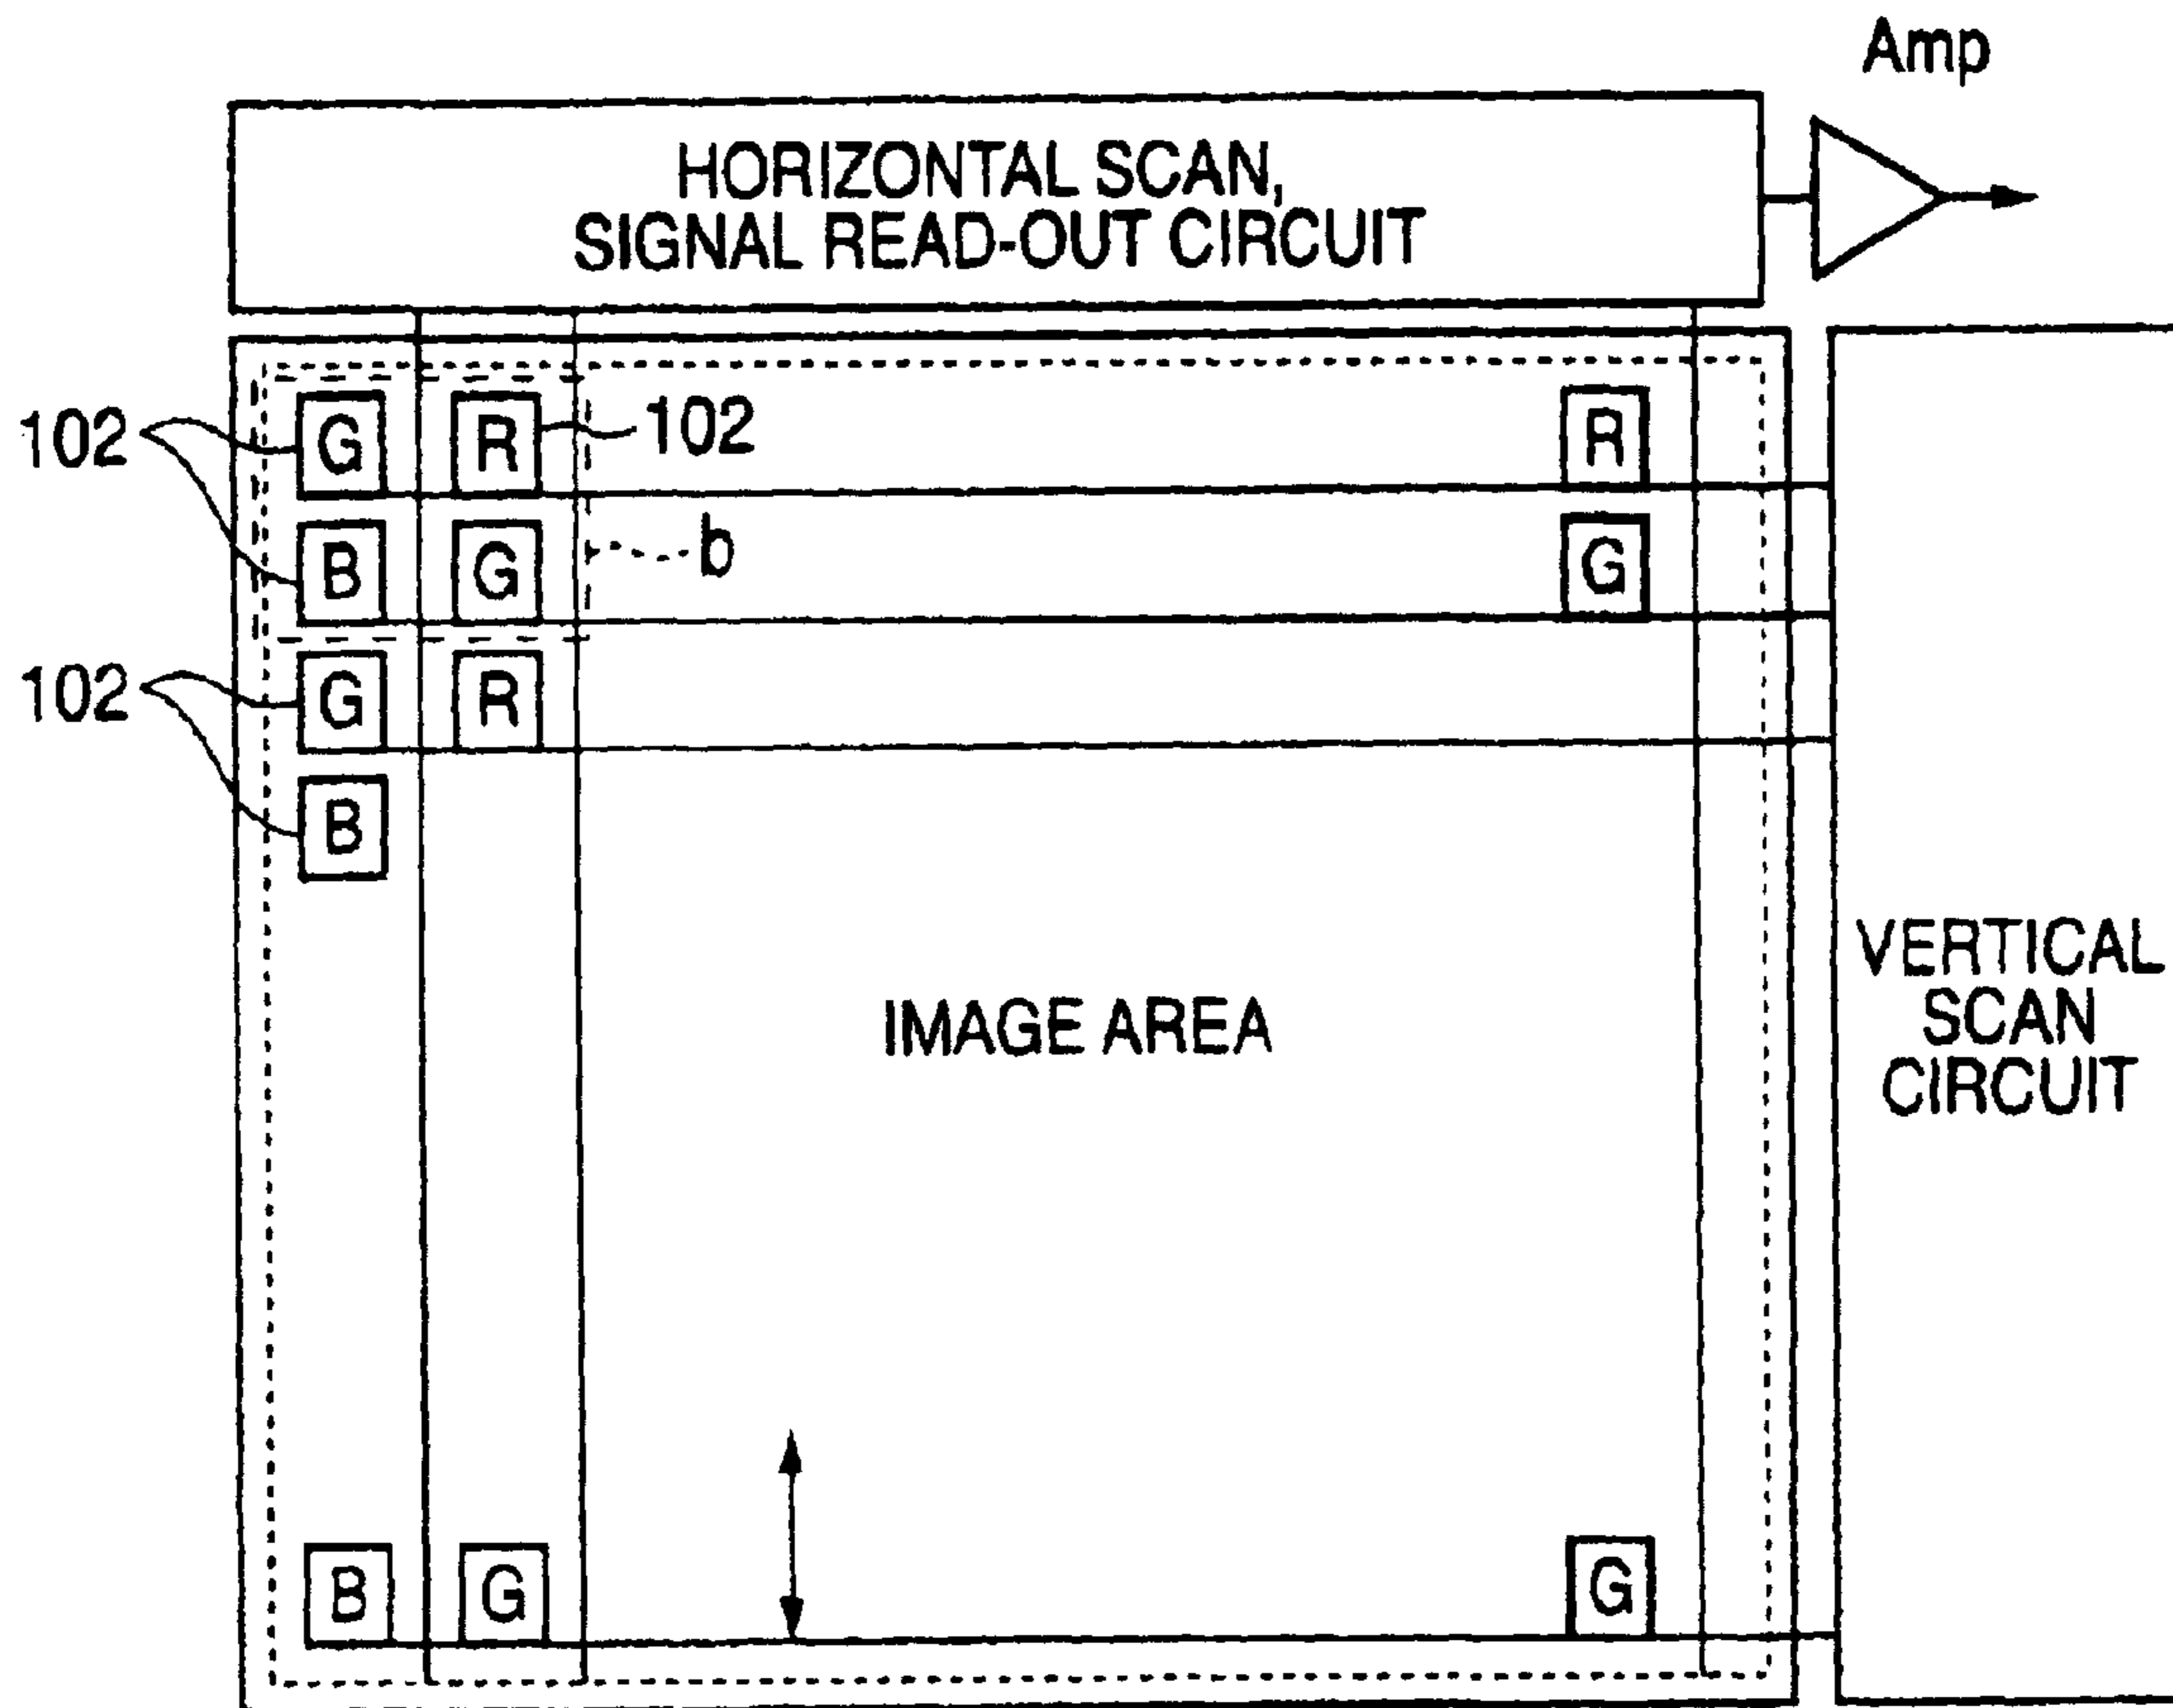 Amp
HORIZONTAL SCAN,
SIGNAL READ-OUT CIRCUIT
102 G R 102 R
B G b G
102 G R
B
IMAGE AREA
VERTICAL
SCAN
CIRCUIT
B G G